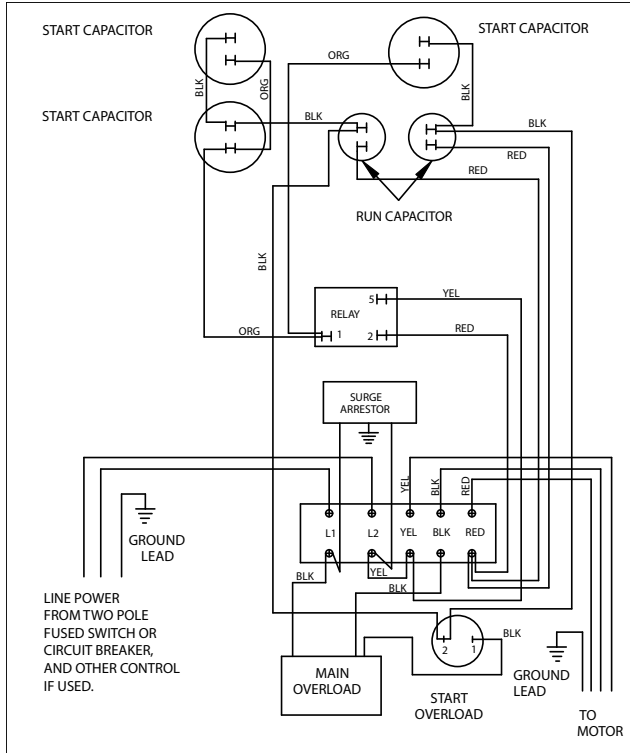 START CAPACITOR
START CAPACITOR
ORG
BLK
ORG
BLK
START CAPACITOR
BLK
BLK
RED
RED
RUN CAPACITOR
BLK
5
YEL
RELAY
ORG
1
2
RED
SURGE
ARRESTOR
YEL
BLK
RED
L1
L2
YEL
BLK
RED
GROUND
LEAD
BLK
YEL
BLK
LINE POWER
FROM TWO POLE
FUSED SWITCH OR
CIRCUIT BREAKER,
AND OTHER CONTROL
IF USED.
MAIN
OVERLOAD
2
1
BLK
START
OVERLOAD
GROUND
LEAD
TO
MOTOR